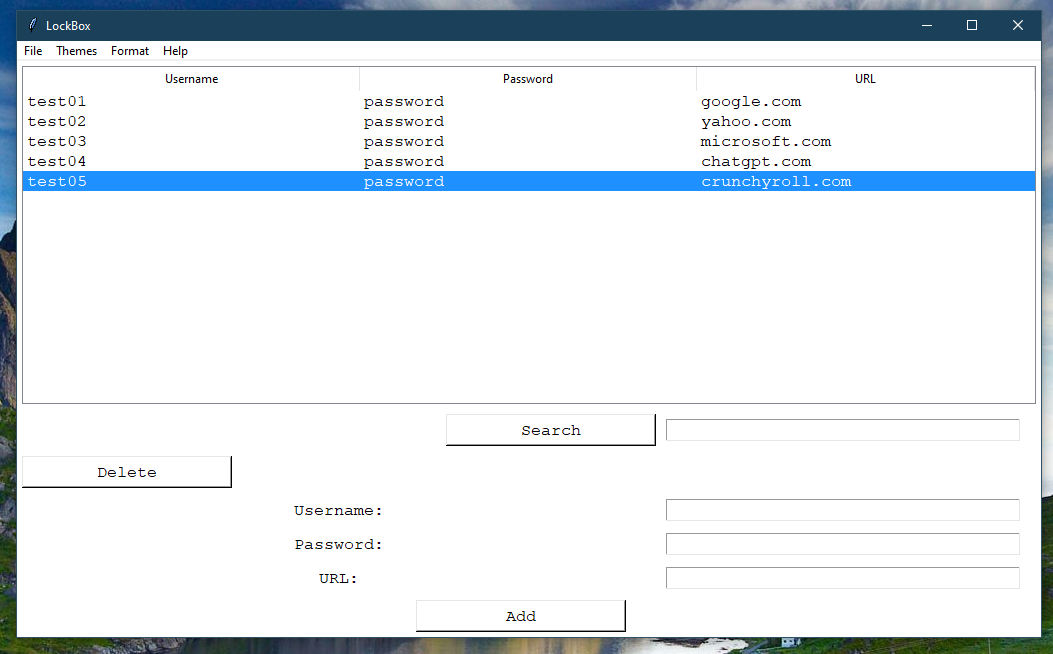 LockBox
File Themes Format Help
Username Password URL
test01 password google.com
test02 password yahoo.com
test03 password microsoft.com
test04 password chatgpt.com
test05 password crunchyroll.com
Search
Delete
Username:
Password:
URL:
Add